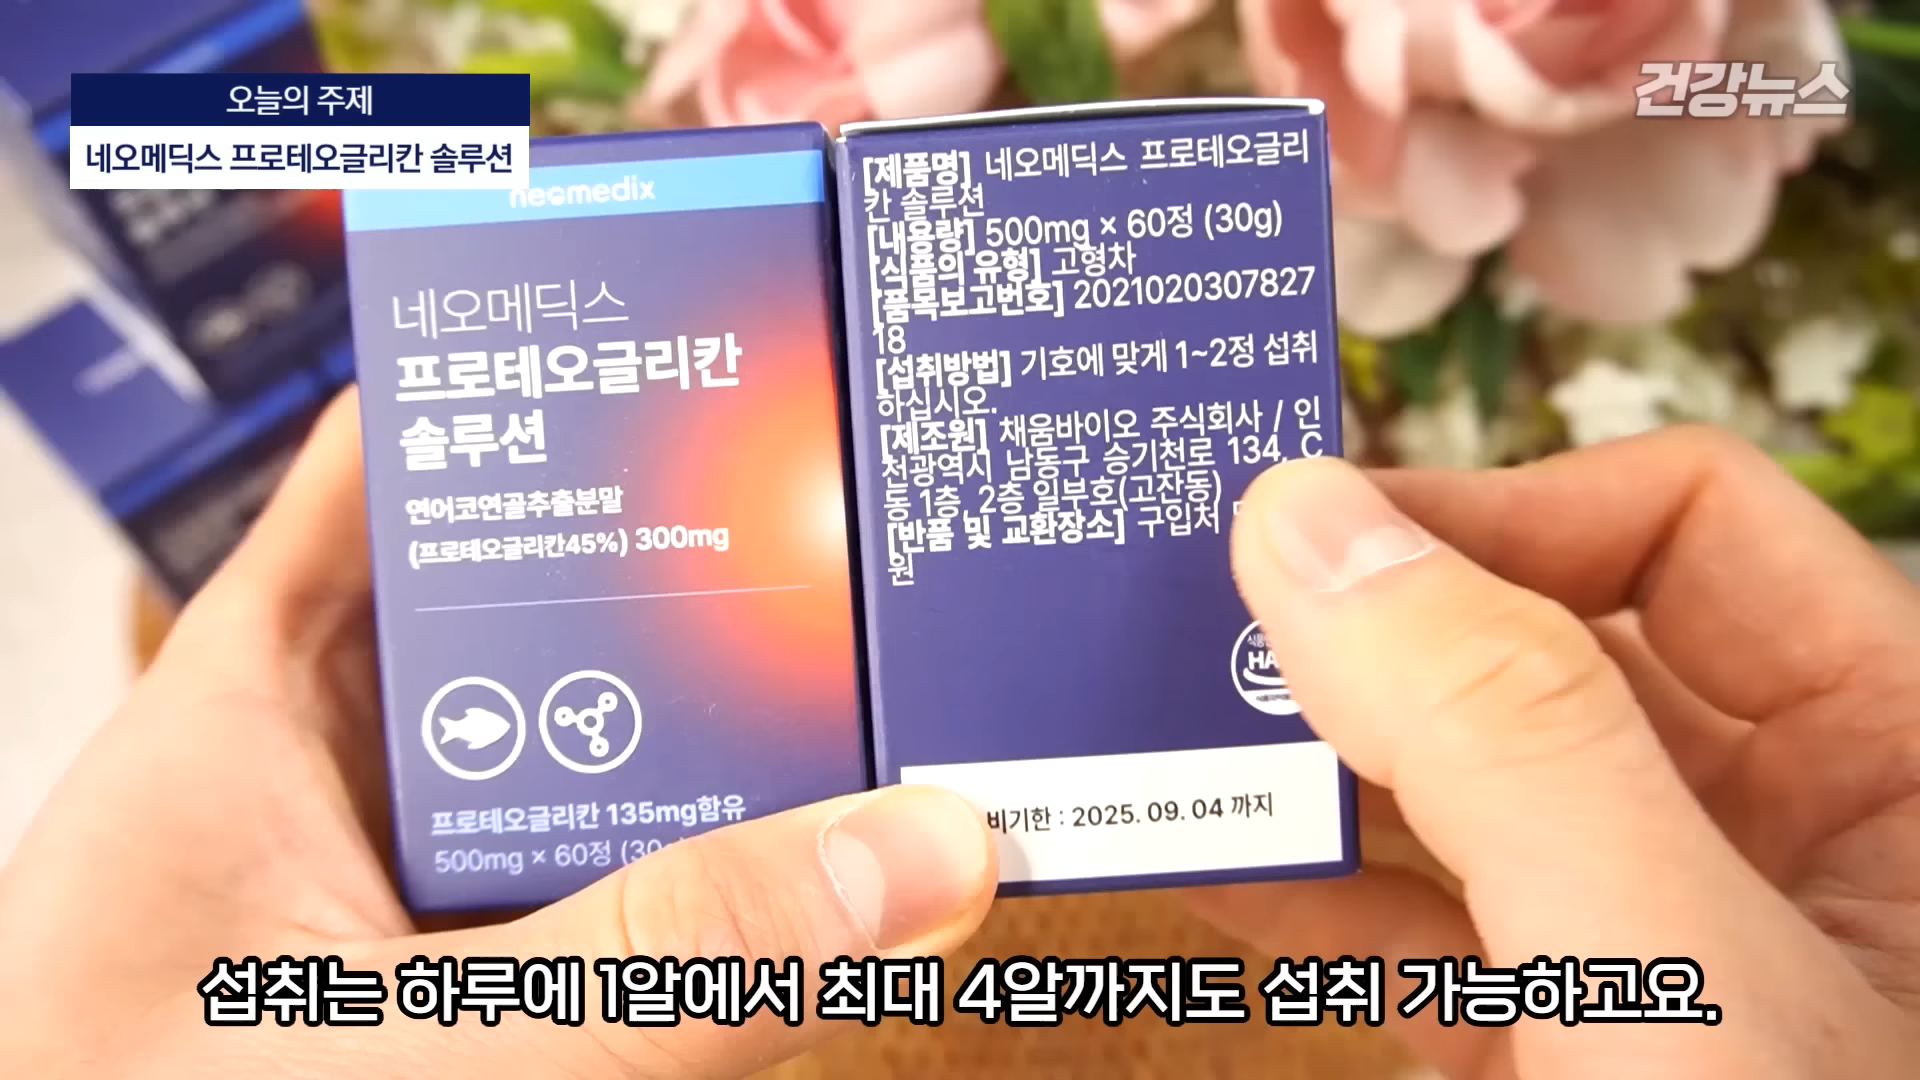 오늘의 주제
네오메딕스 프로테오글리칸 솔루션
건강뉴스
neomedix
네오메딕스
프로테오글리칸
솔루션
연어코연골추출분말
(프로테오글리칸45%) 300mg
프로테오글리칸 135mg함유
500mg × 60정 (30g
[제품명] 네오메딕스 프로테오글리
칸 솔루션
[내용량] 500mg × 60정 (30g)
[식품의 유형] 고형차
[품목보고번호] 2021020307827
18
[섭취방법] 기호에 맞게 1~2정 섭취
하십시오.
[제조원] 채움바이오 주식회사 / 인
천광역시 남동구 승기천로 134, C
동 1층, 2층 일부호(고잔동)
[반품 및 교환장소] 구입처
원
HA
비기한 : 2025. 09. 04 까지
섭취는 하루에 1알에서 최대 4알까지도 섭취 가능하고요.